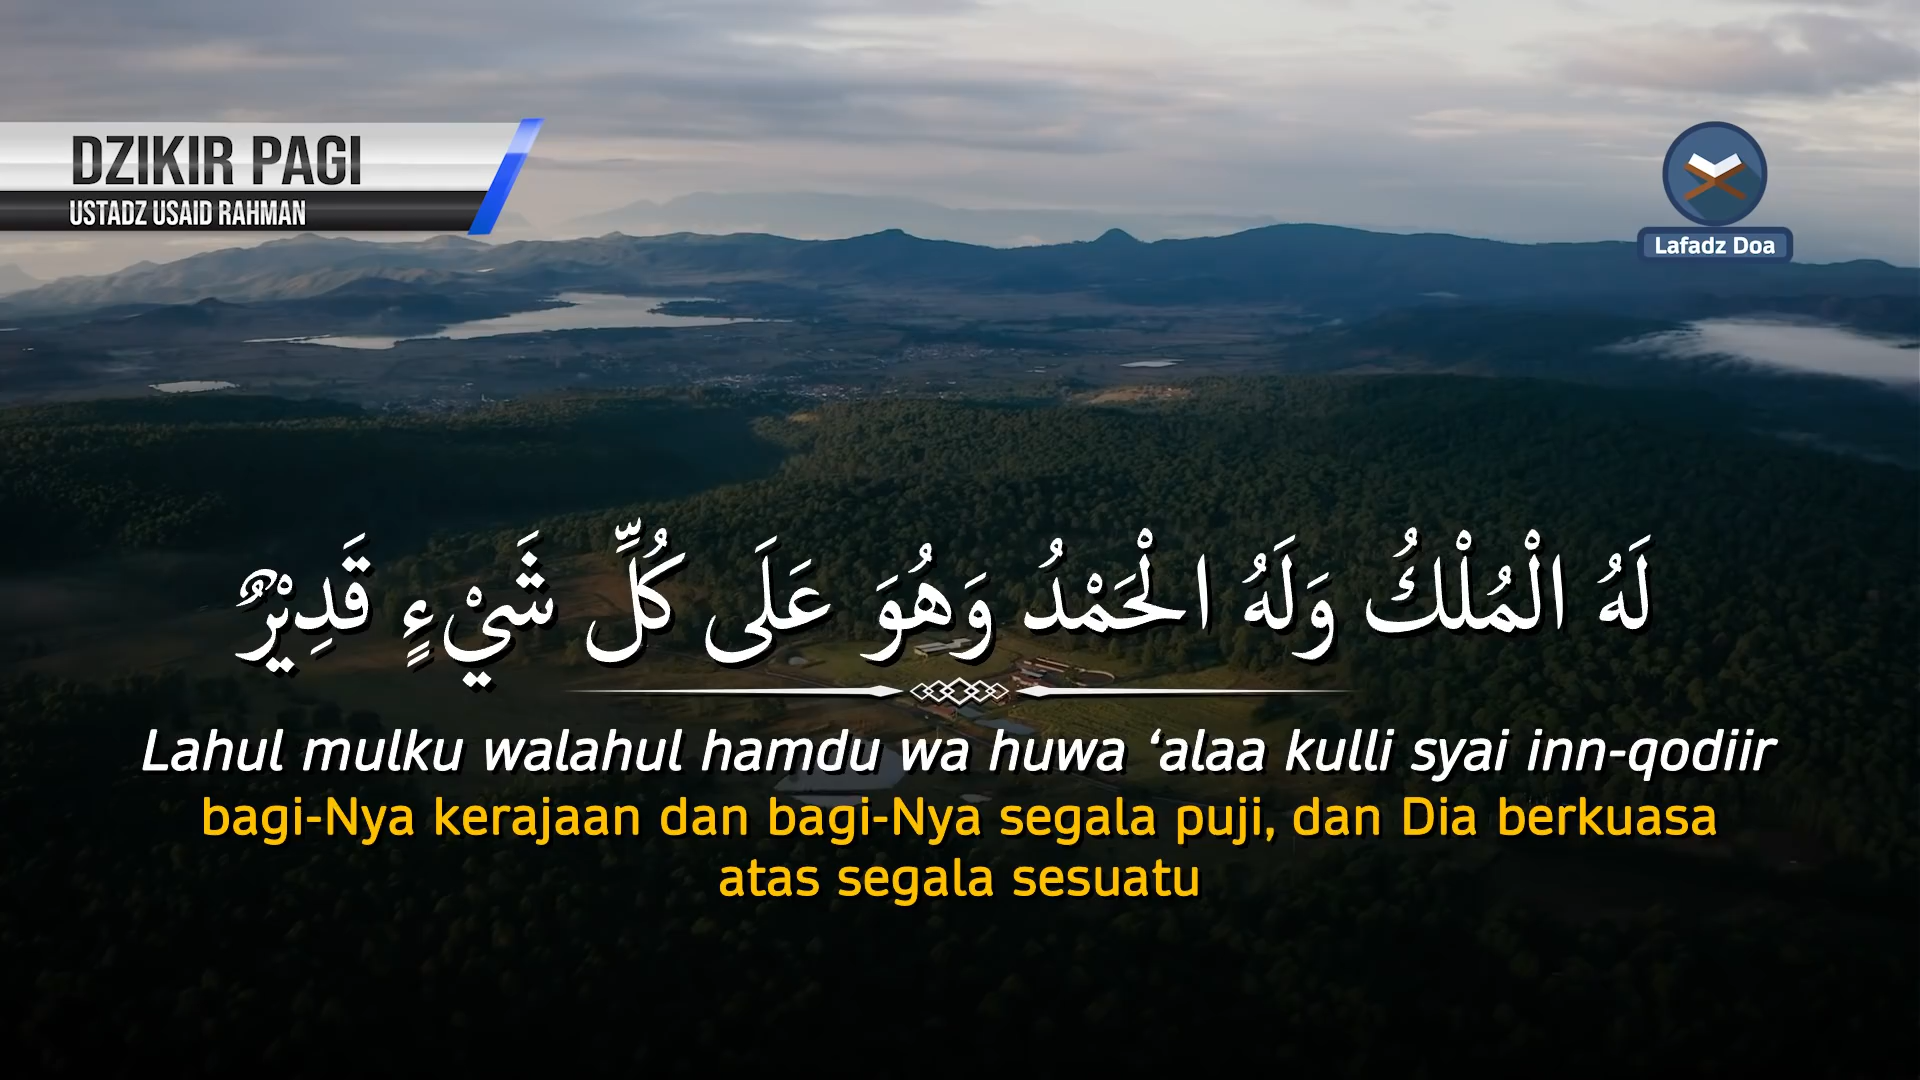 DZIKIR PAGI
USTADZ USAID RAHMAN
Lafadz Doa
لَهُ الْمُلْكُ وَلَهُ الْحَمْدُ وَهُوَ عَلَى كُلِّ شَيْءٍ قَدِيْرٌ
Lahul mulku walahul hamdu wa huwa ‘alaa kulli syai inn-qodiir
bagi-Nya kerajaan dan bagi-Nya segala puji, dan Dia berkuasa
atas segala sesuatu